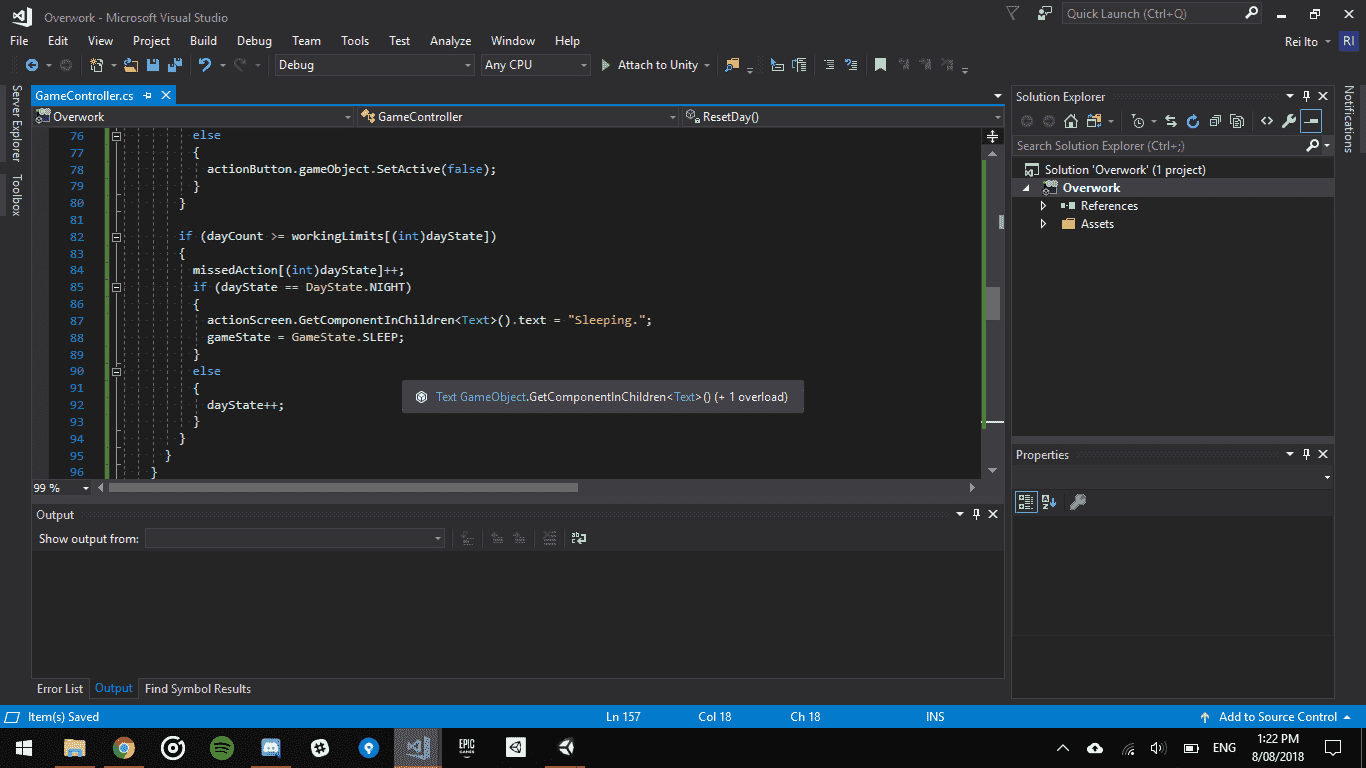 Overwork - Microsoft Visual Studio
Quick Launch (Ctrl+Q)
File Edit View Project Build Debug Team Tools Test Analyze Window Help
Rei Ito RI
Debug Any CPU Attach to Unity
Server Explorer
Toolbox
GameController.cs
Overwork GameController ResetDay()
76 else
77 {
78 actionButton.gameObject.SetActive(false);
79 }
80 }
81
82 if (dayCount >= workingLimits[(int)dayState])
83 {
84 missedAction[(int)dayState]++;
85 if (dayState == DayState.NIGHT)
86 {
87 actionScreen.GetComponentInChildren<Text>().text = "Sleeping.";
88 gameState = GameState.SLEEP;
89 }
90 else
91 {
92 dayState++;
93 }
94 }
95 }
96 }
Text GameObject.GetComponentInChildren<Text>() (+ 1 overload)
99 %
Output
Show output from:
Error List Output Find Symbol Results
Solution Explorer
Search Solution Explorer (Ctrl+;)
Solution 'Overwork' (1 project)
Overwork
References
Assets
Properties
Notifications
Item(s) Saved Ln 157 Col 18 Ch 18 INS Add to Source Control
EPIC
GAMES
ENG
1:22 PM
8/08/2018